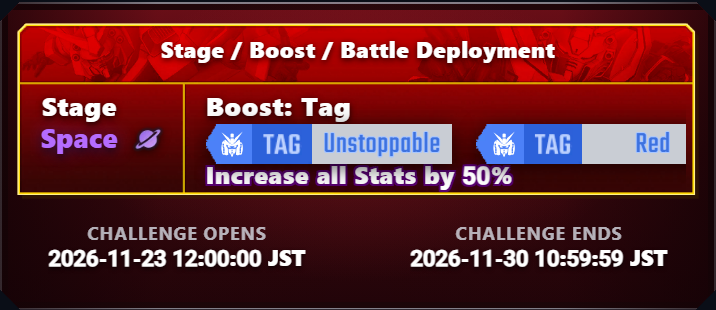 Stage / Boost / Battle Deployment
Stage
Space
Boost: Tag
TAG Unstoppable TAG Red
Increase all Stats by 50%
CHALLENGE OPENS
2026-11-23 12:00:00 JST
CHALLENGE ENDS
2026-11-30 10:59:59 JST